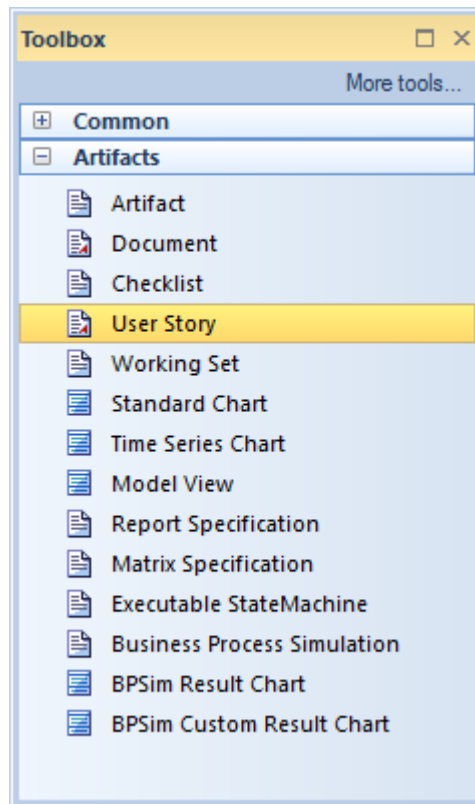 Toolbox
More tools...
Common
Artifacts
Artifact
Document
Checklist
User Story
Working Set
Standard Chart
Time Series Chart
Model View
Report Specification
Matrix Specification
Executable StateMachine
Business Process Simulation
BPSim Result Chart
BPSim Custom Result Chart